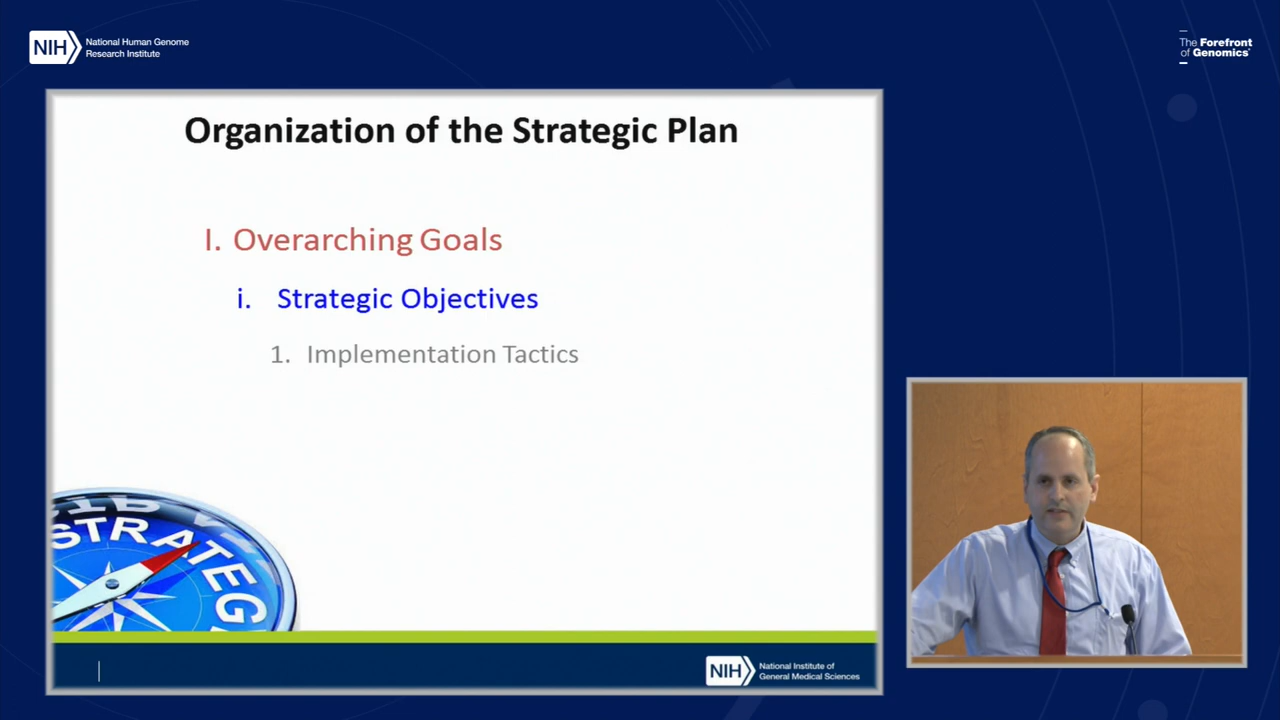 NIH National Human Genome
Research Institute
The Forefront
of Genomics®
Organization of the Strategic Plan
I. Overarching Goals
i. Strategic Objectives
1. Implementation Tactics
STRATEG
NIH National Institute of
General Medical Sciences